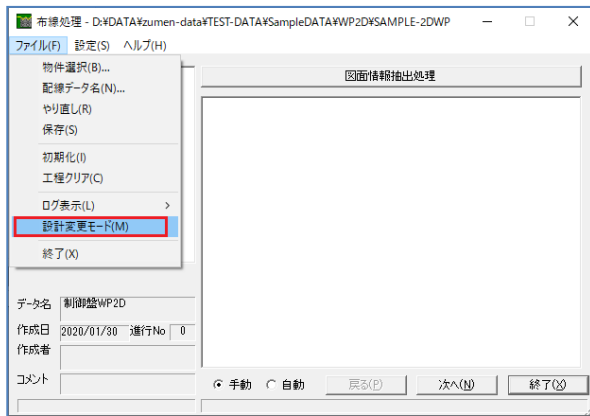 布線処理 - D:¥DATA¥zumen-data¥TEST-DATA¥SampleDATA¥WP2D¥SAMPLE-2DWP
ファイル(F) 設定(S) ヘルプ(H)
物件選択(B)...
配線データ名(N)...
やり直し(R)
保存(S)
初期化(I)
工程クリア(C)
ログ表示(L) >
設計変更モード(M)
終了(X)
図面情報抽出処理
データ名 制御盤WP2D
作成日 2020/01/30 進行No 0
作成者
コメント
手動 自動 戻る(P) 次へ(N) 終了(X)